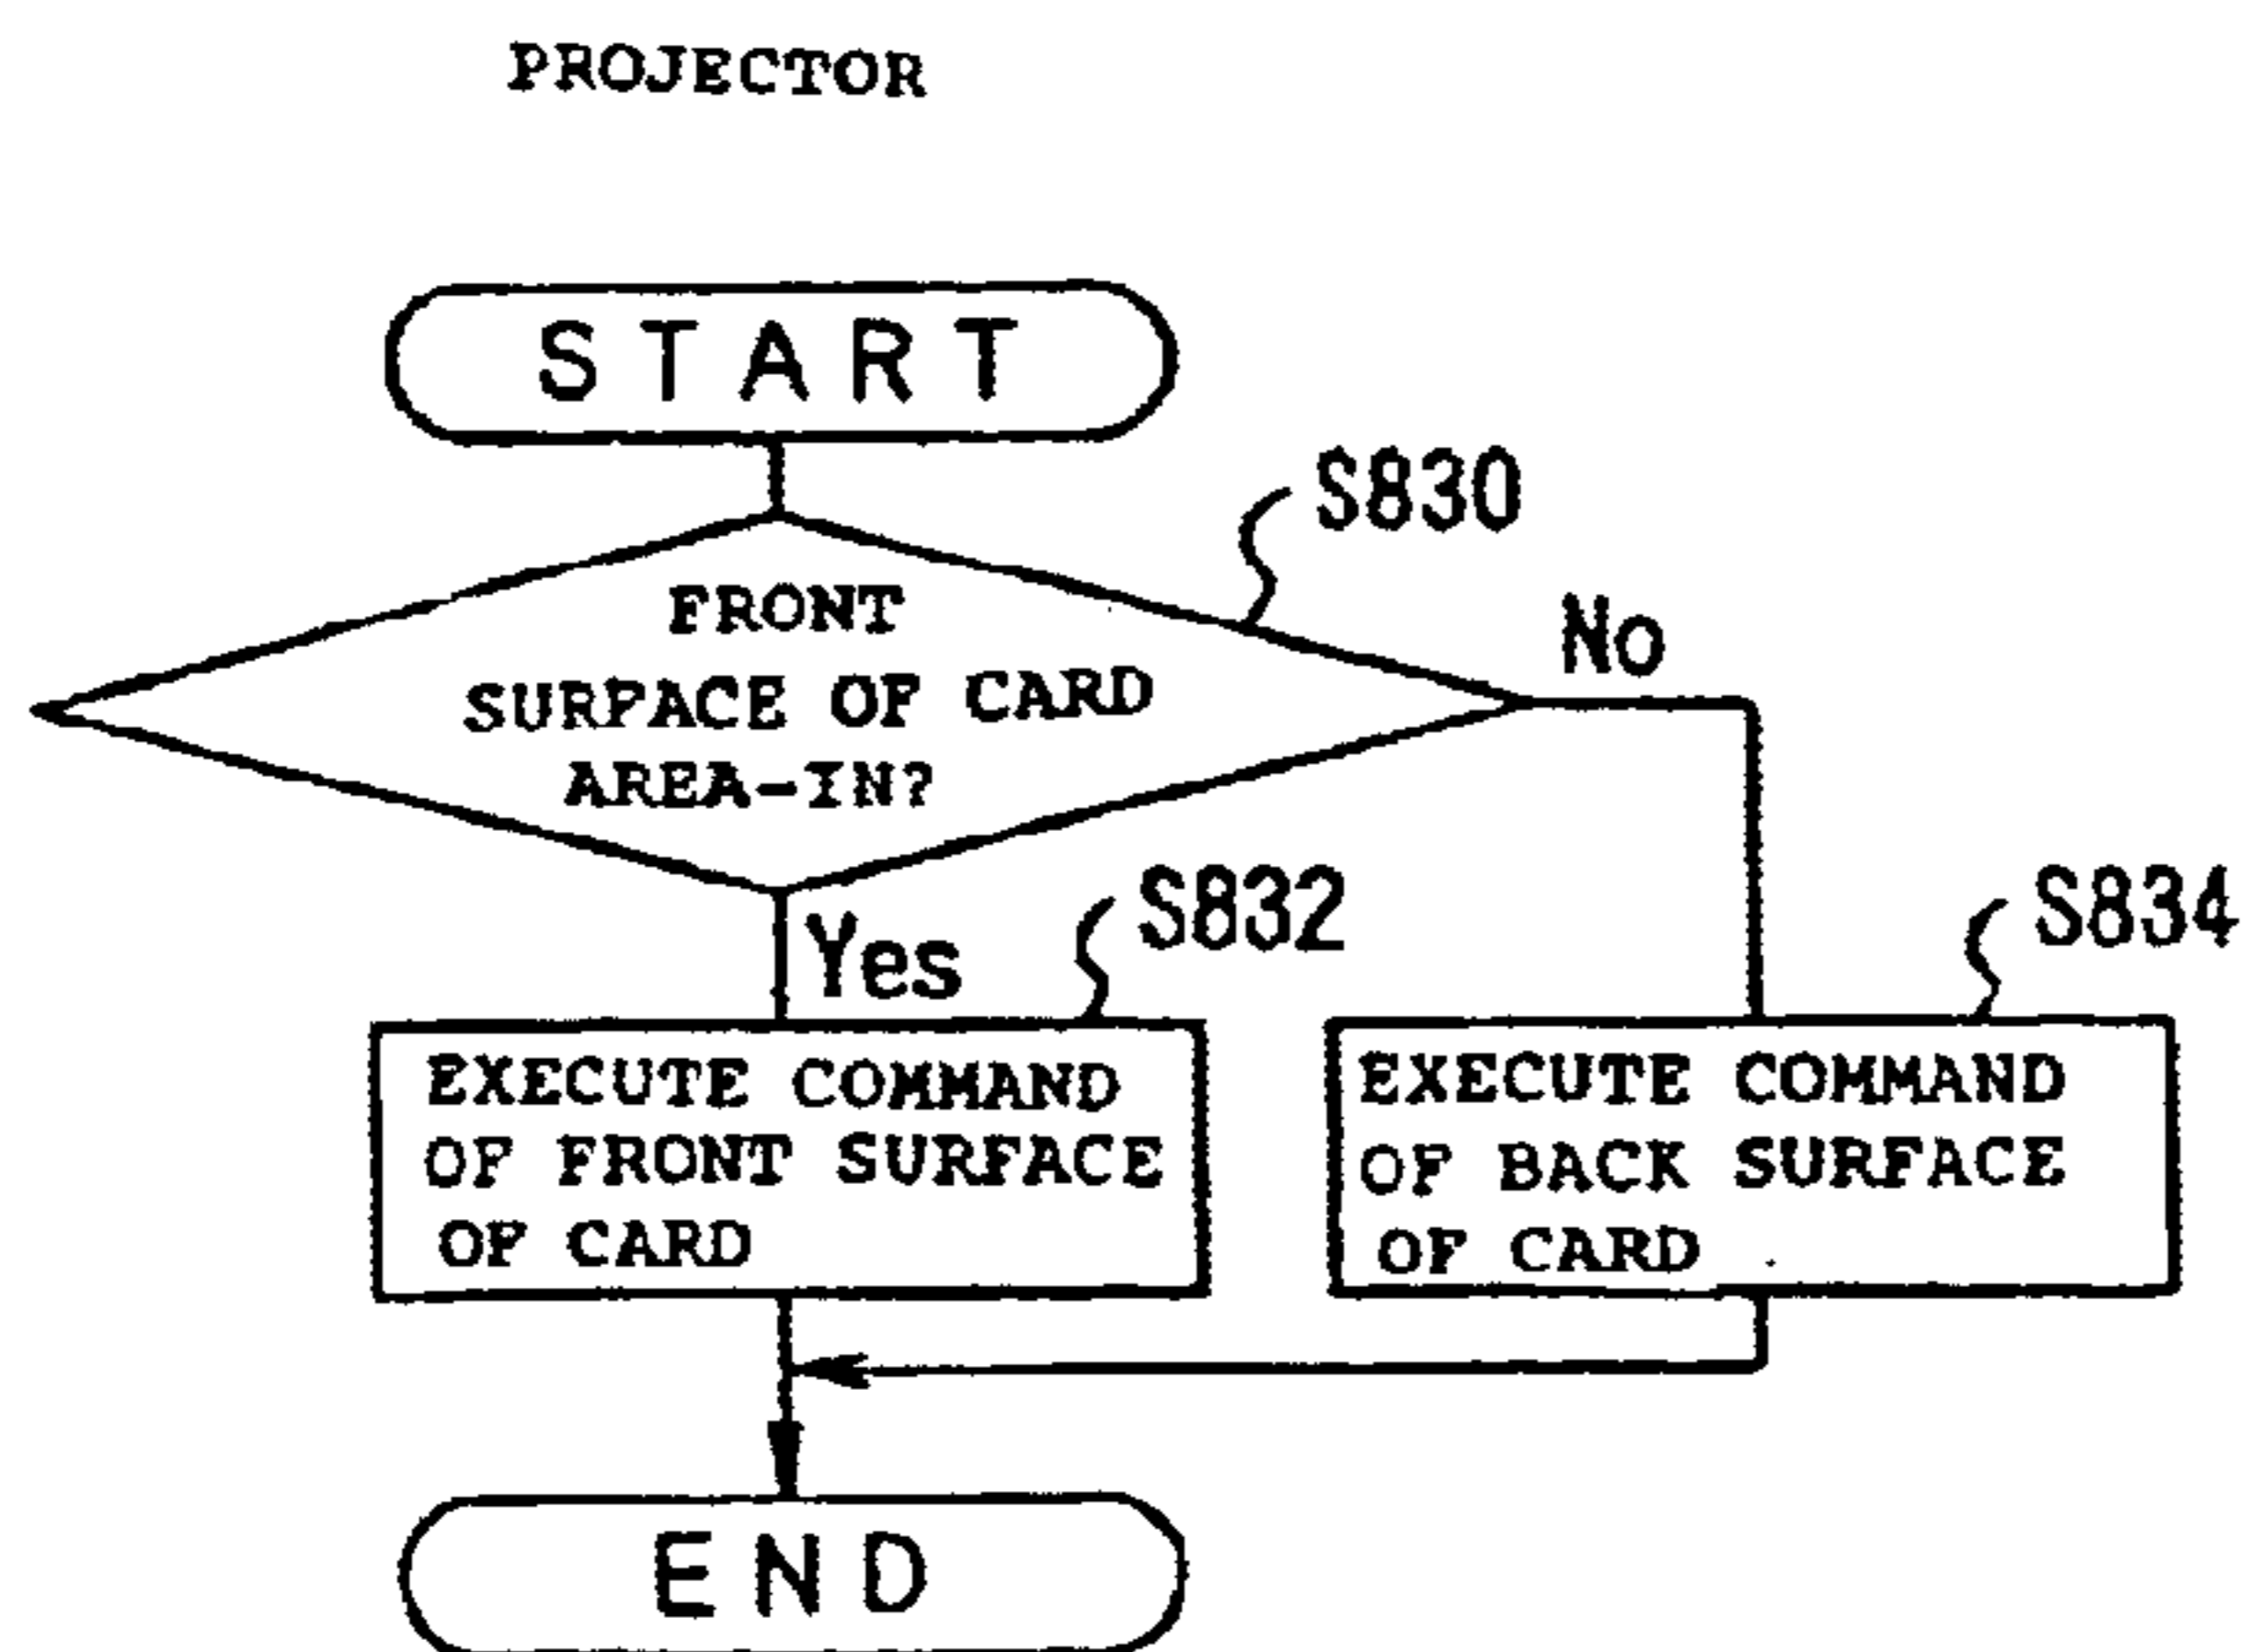 PROJECTOR
START
S830
FRONT
SURFACE OF CARD
AREA-IN?
No
Yes
S832
S834
EXECUTE COMMAND
OF FRONT SURFACE
OF CARD
EXECUTE COMMAND
OF BACK SURFACE
OF CARD
END